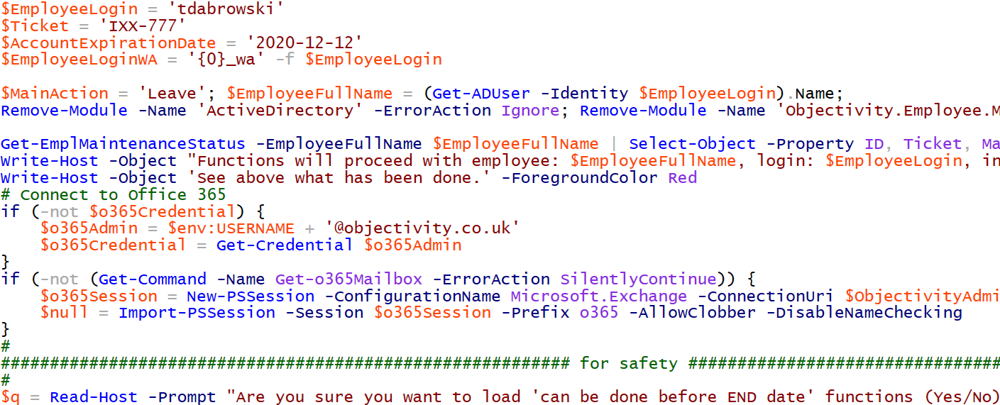 $EmployeeLogin = 'tdabrowski'
$Ticket = 'IXX-777'
$AccountExpirationDate = '2020-12-12'
$EmployeeLoginWA = '{0}_wa' -f $EmployeeLogin

$MainAction = 'Leave'; $EmployeeFullName = (Get-ADUser -Identity $EmployeeLogin).Name;
Remove-Module -Name 'ActiveDirectory' -ErrorAction Ignore; Remove-Module -Name 'Objectivity.Employee.M

Get-EmplMaintenanceStatus -EmployeeFullName $EmployeeFullName | Select-Object -Property ID, Ticket, Ma
Write-Host -Object "Functions will proceed with employee: $EmployeeFullName, login: $EmployeeLogin, in
Write-Host -Object 'See above what has been done.' -ForegroundColor Red
# Connect to Office 365
if (-not $o365Credential) {
    $o365Admin = $env:USERNAME + '@objectivity.co.uk'
    $o365Credential = Get-Credential $o365Admin
}
if (-not (Get-Command -Name Get-o365Mailbox -ErrorAction SilentlyContinue)) {
    $o365Session = New-PSSession -ConfigurationName Microsoft.Exchange -ConnectionUri $ObjectivityAdmi
    $null = Import-PSSession -Session $o365Session -Prefix o365 -AllowClobber -DisableNameChecking
}
#
########################################################## for safety ################################
#
$q = Read-Host -Prompt "Are you sure you want to load 'can be done before END date' functions (Yes/No)